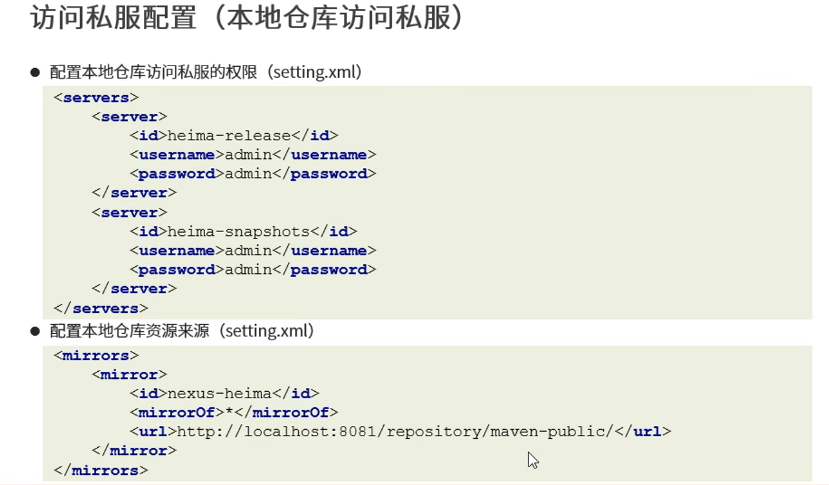 访问私服配置（本地仓库访问私服）
● 配置本地仓库访问私服的权限（setting.xml）
<servers>
    <server>
        <id>heima-release</id>
        <username>admin</username>
        <password>admin</password>
    </server>
    <server>
        <id>heima-snapshots</id>
        <username>admin</username>
        <password>admin</password>
    </server>
</servers>
● 配置本地仓库资源来源（setting.xml）
<mirrors>
    <mirror>
        <id>nexus-heima</id>
        <mirrorOf>*</mirrorOf>
        <url>http://localhost:8081/repository/maven-public/</url>
    </mirror>
</mirrors>